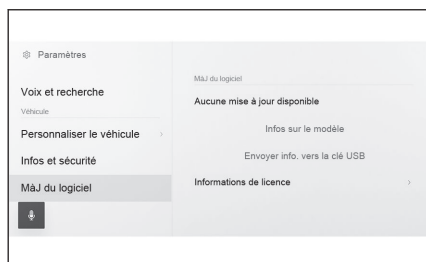 Paramètres
Voix et recherche
Véhicule
Personnaliser le véhicule
Infos et sécurité
MàJ du logiciel
MàJ du logiciel
Aucune mise à jour disponible
Infos sur le modèle
Envoyer info. vers la clé USB
Informations de licence